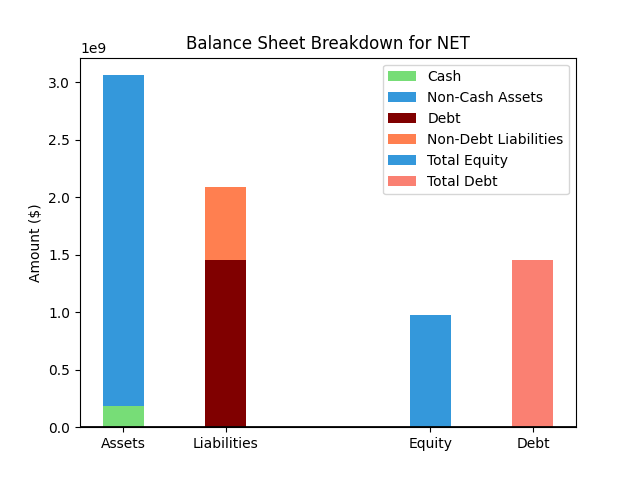 Balance Sheet Breakdown for NET
1e9
3.0
2.5
2.0
1.5
1.0
0.5
0.0
Amount ($)
Cash
Non-Cash Assets
Debt
Non-Debt Liabilities
Total Equity
Total Debt
Assets
Liabilities
Equity
Debt